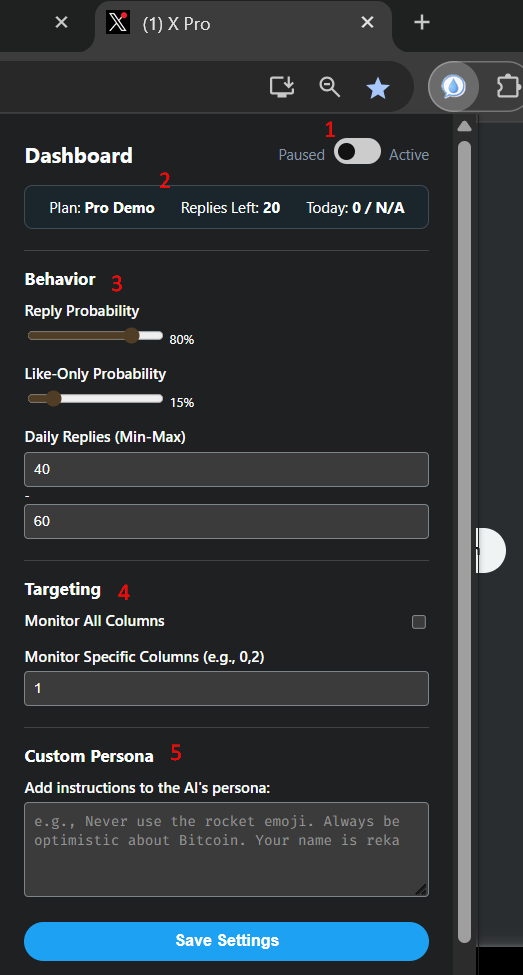 (1) X Pro
1
Dashboard
Paused Active
2
Plan: Pro Demo Replies Left: 20 Today: 0 / N/A
Behavior 3
Reply Probability
80%
Like-Only Probability
15%
Daily Replies (Min-Max)
40
-
60
Targeting 4
Monitor All Columns
Monitor Specific Columns (e.g., 0,2)
1
Custom Persona 5
Add instructions to the AI's persona:
e.g., Never use the rocket emoji. Always be
optimistic about Bitcoin. Your name is reka
Save Settings